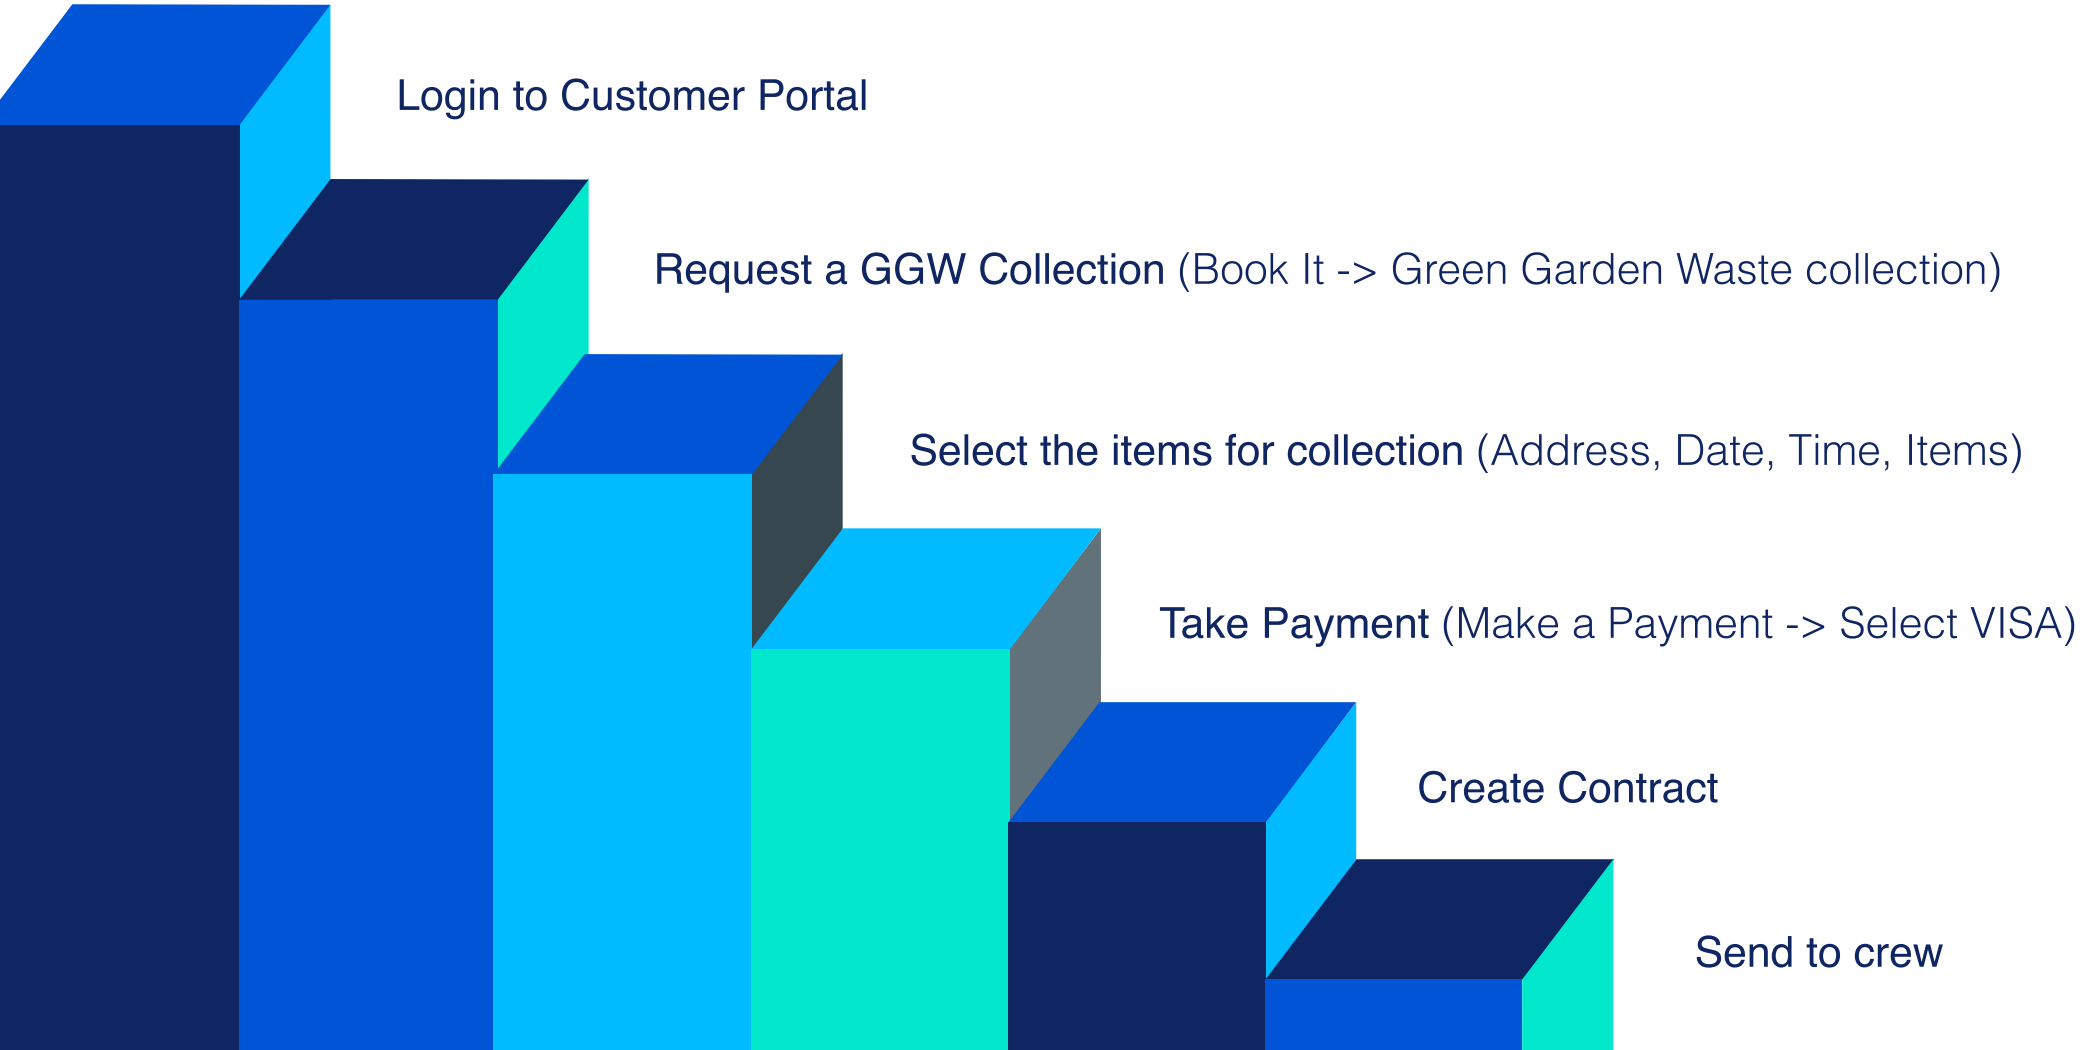 Login to Customer Portal
Request a GGW Collection (Book It -> Green Garden Waste collection)
Select the items for collection (Address, Date, Time, Items)
Take Payment (Make a Payment -> Select VISA)
Create Contract
Send to crew